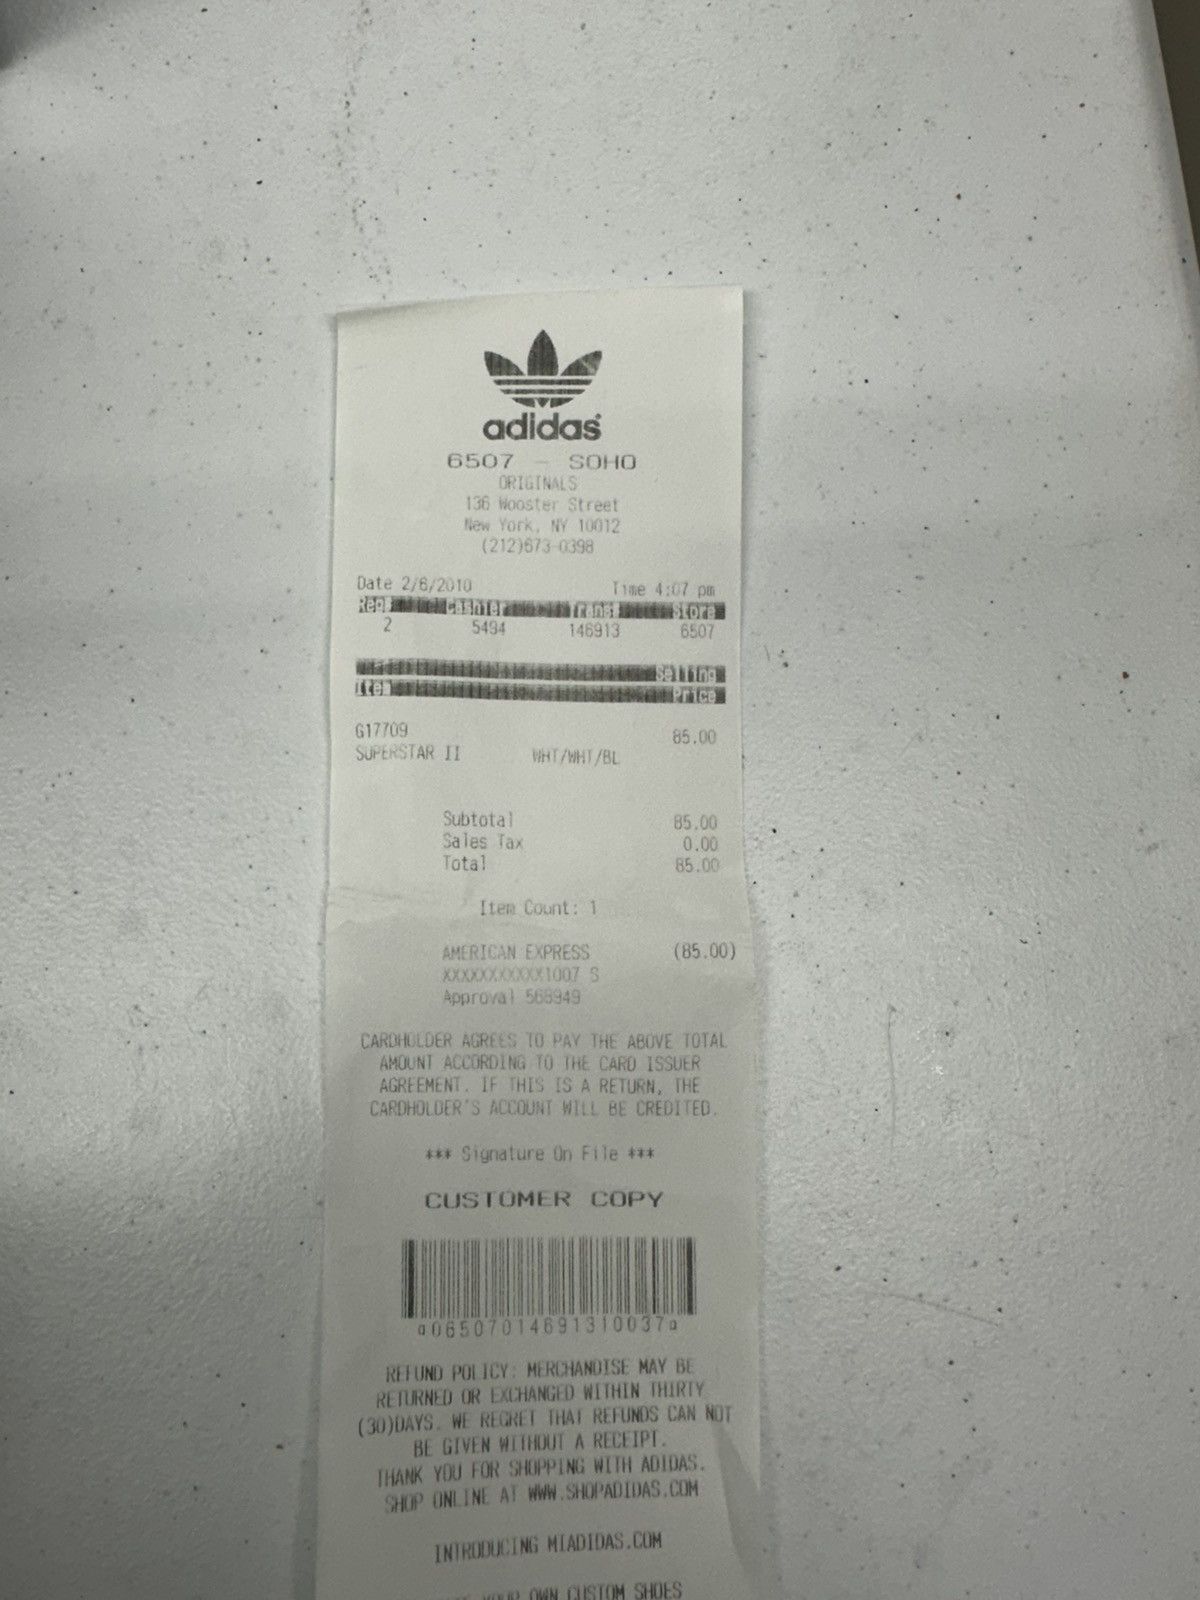 adidas
6507 - SOHO
ORIGINALS
136 Wooster Street
New York, NY 10012
(212)673-0398
Date 2/6/2010 Time 4:07 pm
Reg# Cashier Trans# Store
2 5494 146913 6507
Selling
Item Price
G17709 85.00
SUPERSTAR II WHT/WHT/BL
Subtotal 85.00
Sales Tax 0.00
Total 85.00
Item Count: 1
AMERICAN EXPRESS (85.00)
XXXXXXXXXXX1007 S
Approval 568949
CARDHOLDER AGREES TO PAY THE ABOVE TOTAL
AMOUNT ACCORDING TO THE CARD ISSUER
AGREEMENT. IF THIS IS A RETURN, THE
CARDHOLDER'S ACCOUNT WILL BE CREDITED.
*** Signature On File ***
CUSTOMER COPY
a06507014691310037a
REFUND POLICY: MERCHANDISE MAY BE
RETURNED OR EXCHANGED WITHIN THIRTY
(30)DAYS. WE REGRET THAT REFUNDS CAN NOT
BE GIVEN WITHOUT A RECEIPT.
THANK YOU FOR SHOPPING WITH ADIDAS.
SHOP ONLINE AT WWW.SHOPADIDAS.COM
INTRODUCING MIADIDAS.COM
YOUR OWN CUSTOM SHOES